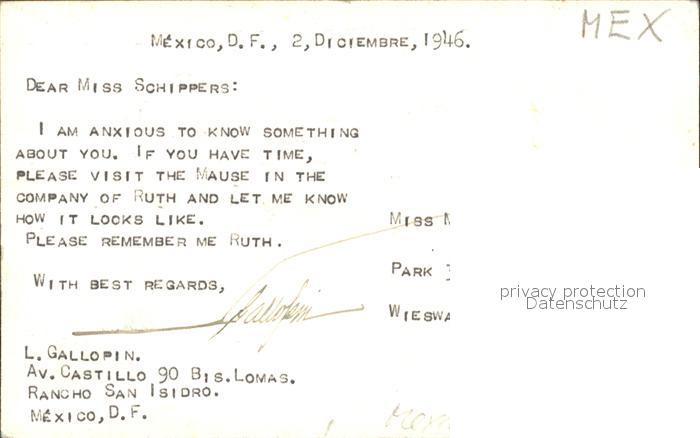 MEX
México, D. F., 2, Diciembre, 1946.
Dear Miss Schippers:
I am anxious to know something
about you. If you have time,
please visit the Mause in the
company of Ruth and let me know
how it looks like.
Please remember me Ruth.
With best regards,
Gallopin
L. Gallopin.
Av. Castillo 90 Bis. Lomas.
Rancho San Isidro.
México, D. F.
Miss
Park
Wieswa
privacy protection
Datenschutz